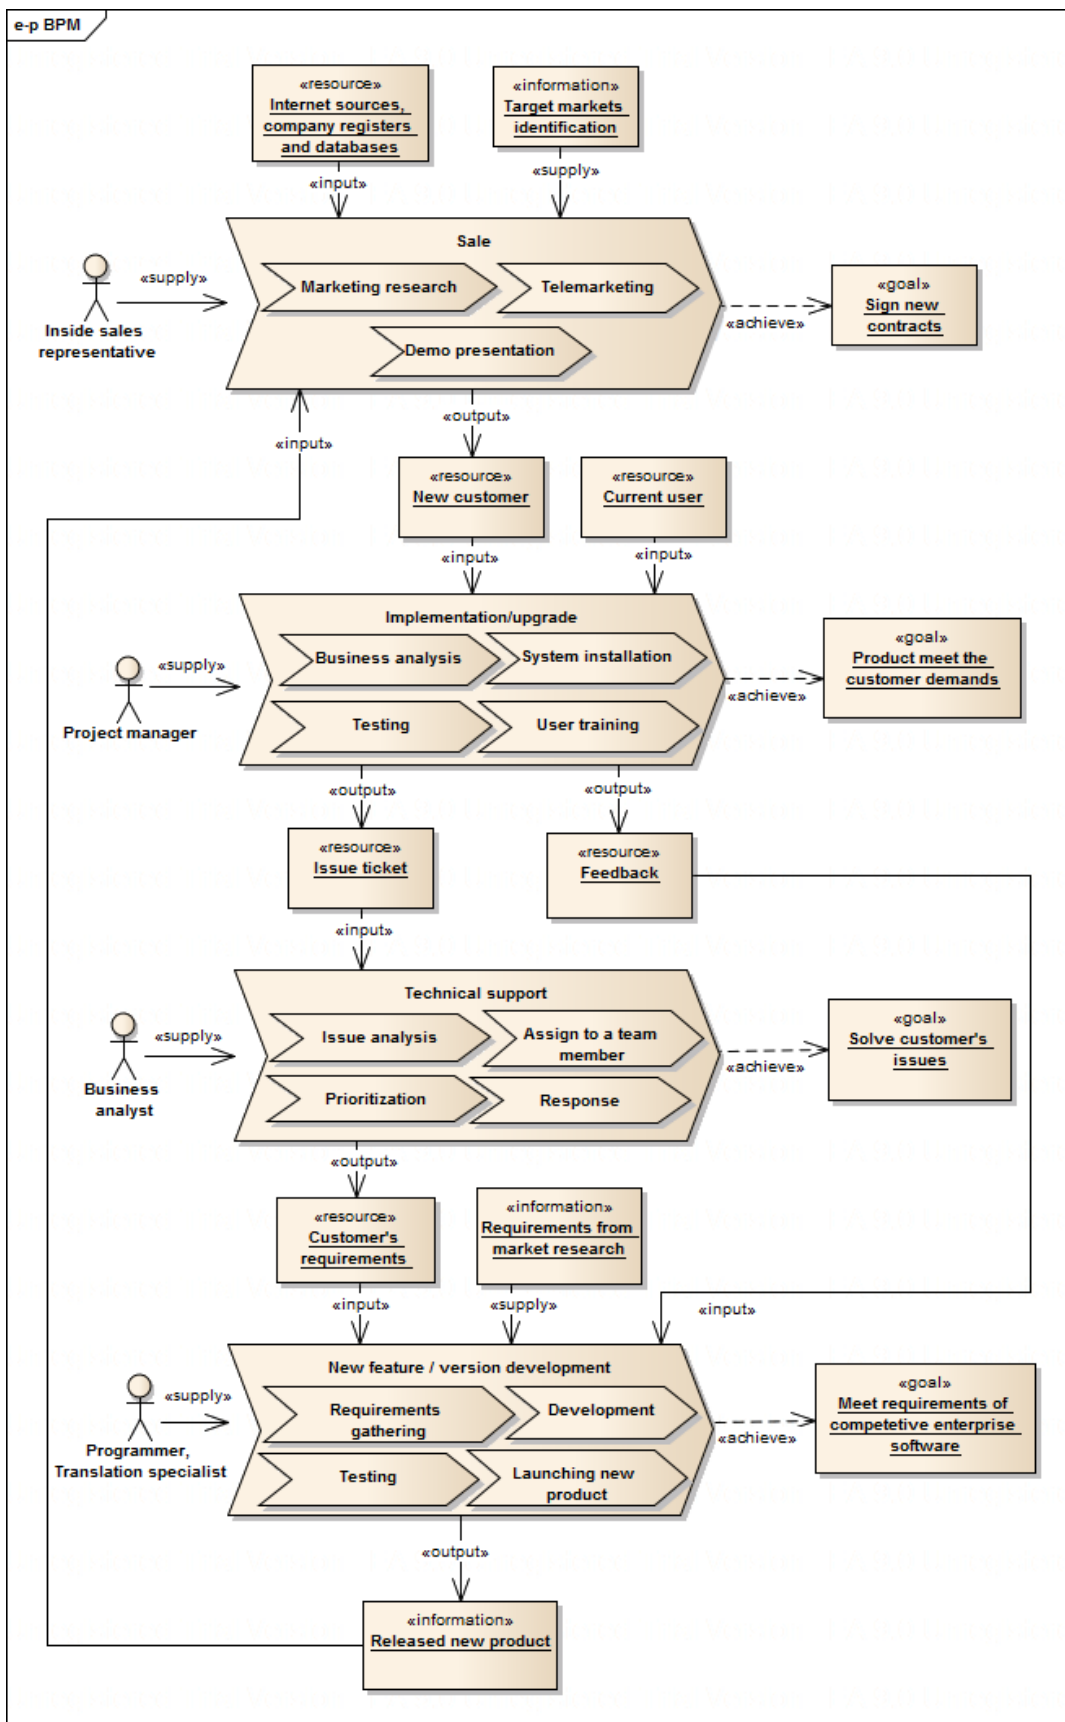 e-p BPM
«resource»
Internet sources,
company registers
and databases
«information»
Target markets
identification
«input»
«supply»
Sale
Marketing research
Telemarketing
Demo presentation
«supply»
Inside sales
representative
«achieve»
«goal»
Sign new
contracts
«input»
«output»
«resource»
New customer
«resource»
Current user
«input»
«input»
Implementation/upgrade
Business analysis
System installation
Testing
User training
«supply»
Project manager
«achieve»
«goal»
Product meet the
customer demands
«output»
«output»
«resource»
Issue ticket
«resource»
Feedback
«input»
Technical support
Issue analysis
Assign to a team
member
Prioritization
Response
«supply»
Business
analyst
«achieve»
«goal»
Solve customer's
issues
«output»
«resource»
Customer's
requirements
«information»
Requirements from
market research
«input»
«supply»
«input»
New feature / version development
Requirements
gathering
Development
Testing
Launching new
product
«supply»
Programmer,
Translation specialist
«achieve»
«goal»
Meet requirements of
competetive enterprise
software
«output»
«information»
Released new product